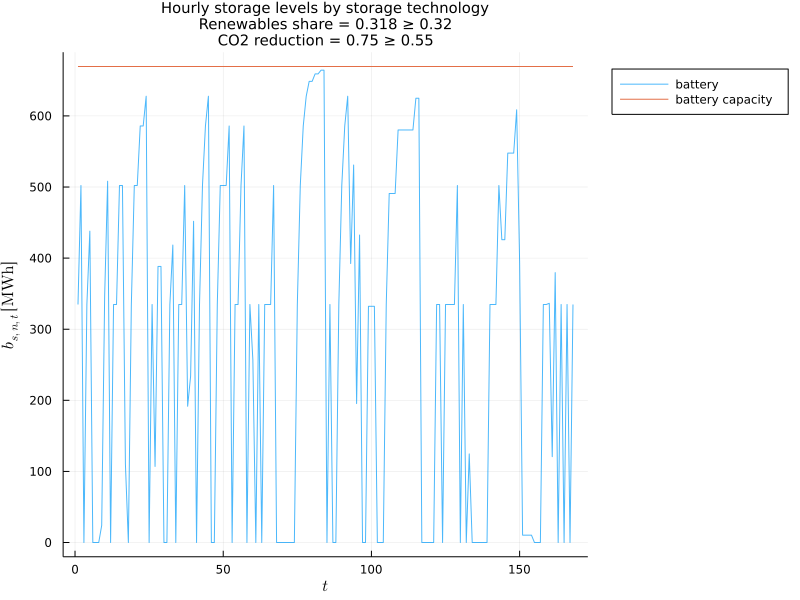 Hourly storage levels by storage technology
Renewables share = 0.318 ≥ 0.32
CO2 reduction = 0.75 ≥ 0.55
battery
battery capacity
600
500
400
300
200
100
0
b_{s, n, t} [MWh]
0 50 100 150
t